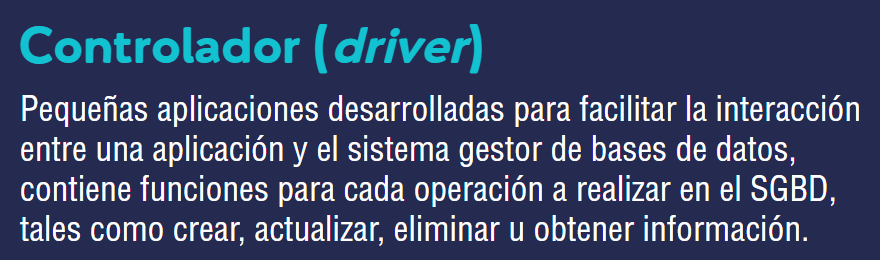 Controlador (driver)
Pequeñas aplicaciones desarrolladas para facilitar la interacción
entre una aplicación y el sistema gestor de bases de datos,
contiene funciones para cada operación a realizar en el SGBD,
tales como crear, actualizar, eliminar u obtener información.